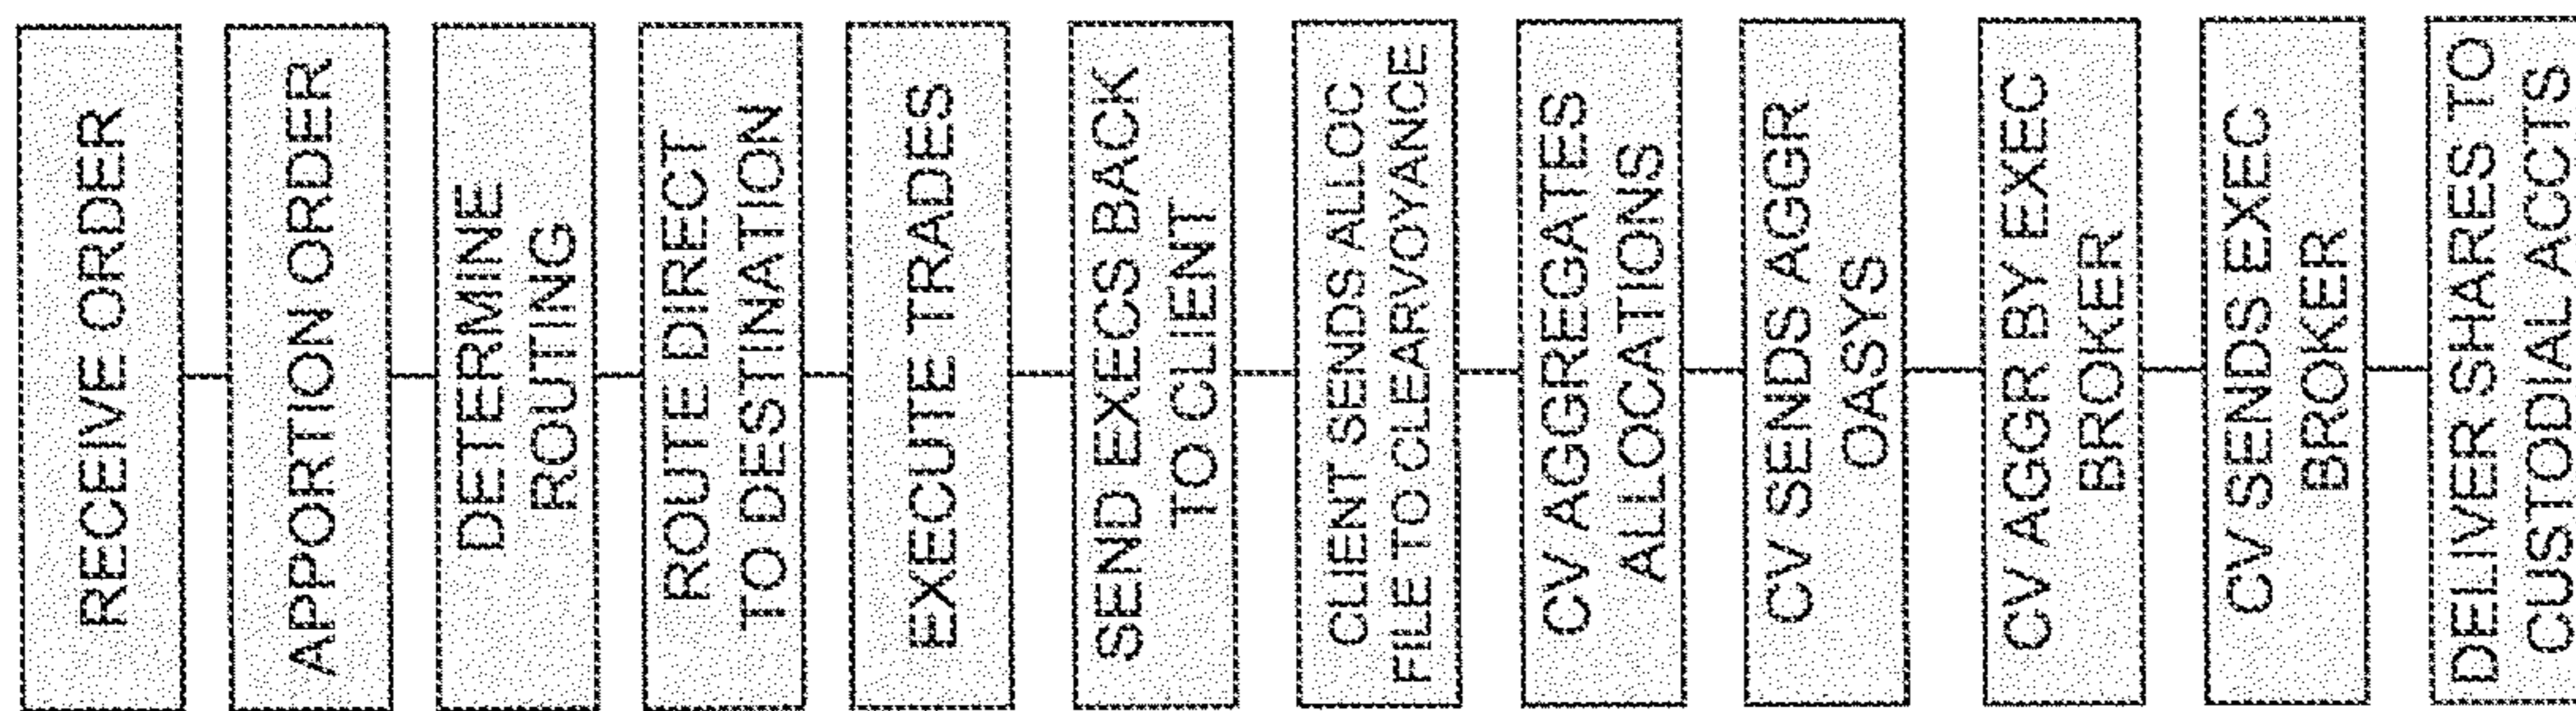 RECEIVE ORDER
APPORTION ORDER
DETERMINE
ROUTING
ROUTE DIRECT
TO DESTINATION
EXECUTE TRADES
SEND EXECS BACK
TO CLIENT
CLIENT SENDS ALLOC
FILE TO CLEARVOYANCE
CV AGGREGATES
ALLOCATIONS
CV SENDS AGGR
OASYS
CV AGGR BY EXEC
BROKER
CV SENDS EXEC
BROKER
DELIVER SHARES TO
CUSTODIAL ACCTS